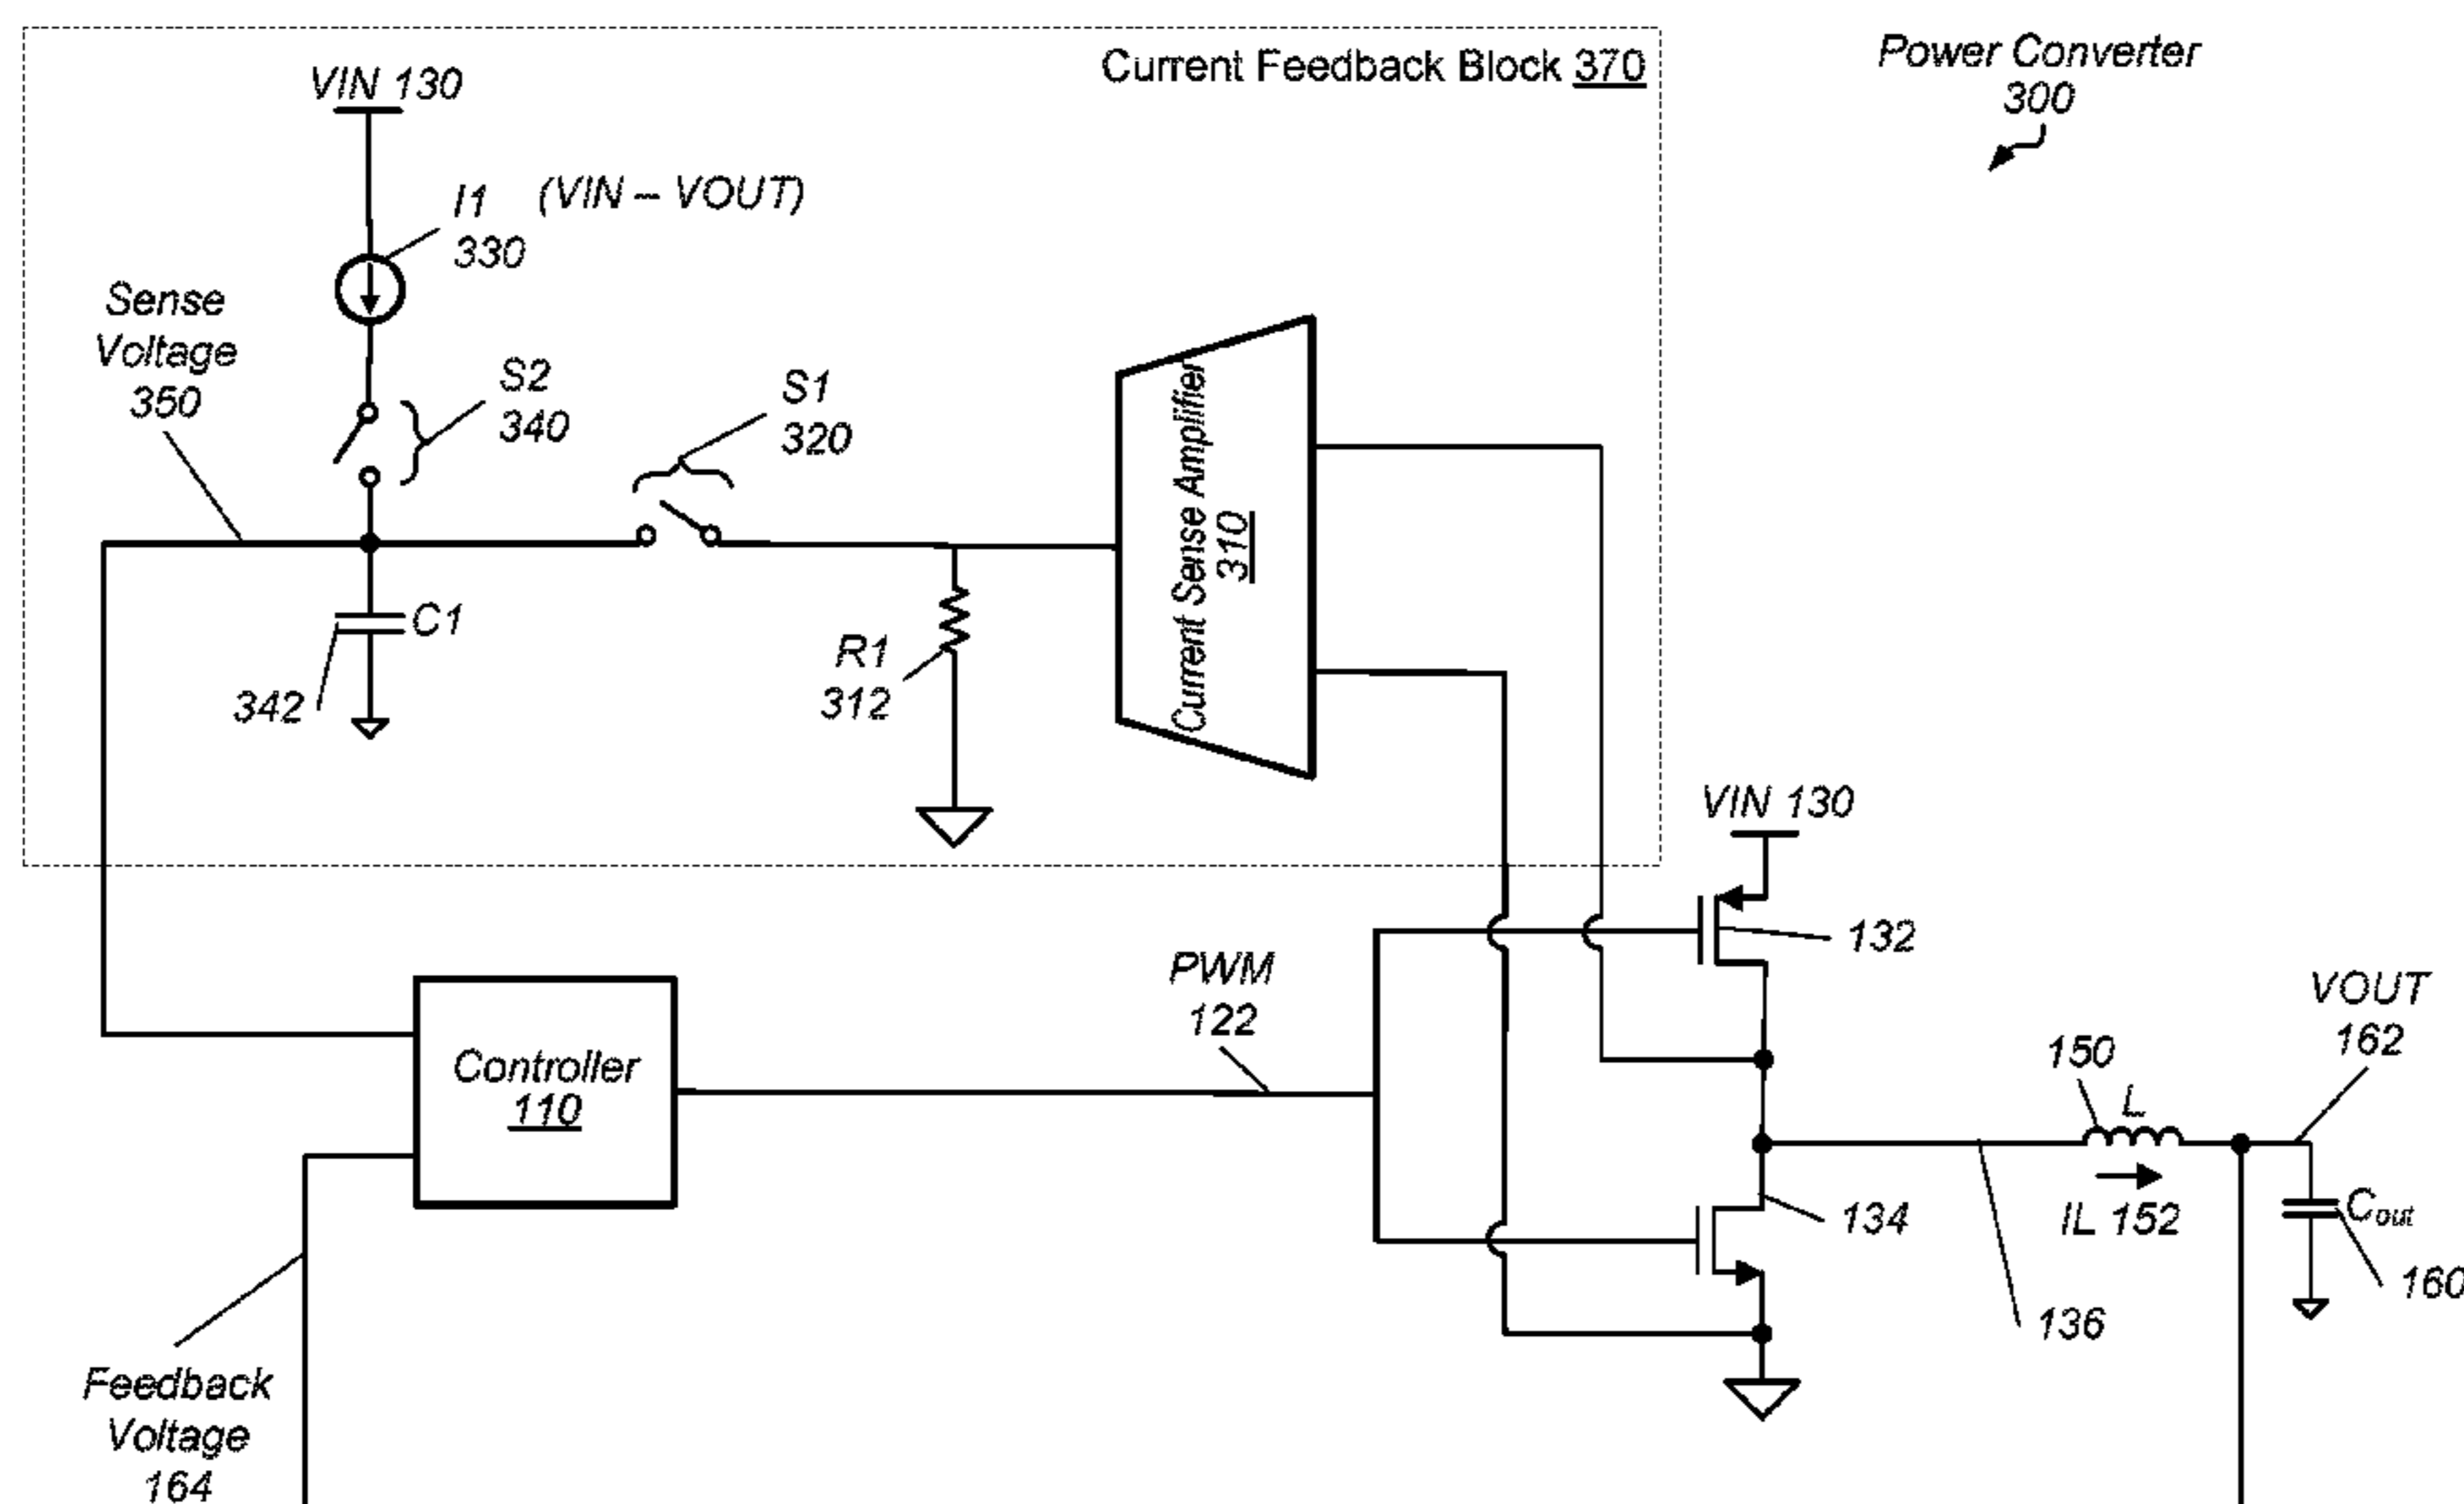 Current Feedback Block 370
Power Converter
300
VIN 130
I1
330
(VIN -- VOUT)
Sense
Voltage
350
S2
340
S1
320
C1
342
R1
312
Current Sense Amplifier
310
VIN 130
132
PWM
122
Controller
110
VOUT
162
150
L
IL 152
134
Cout
160
136
Feedback
Voltage
164